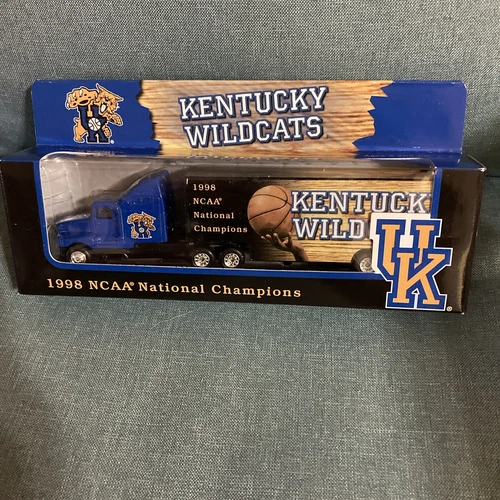 KENTUCKY
WILDCATS
1998
NCAA®
National
Champions
KENTUCK
WILD
UK
1998 NCAA® National Champions